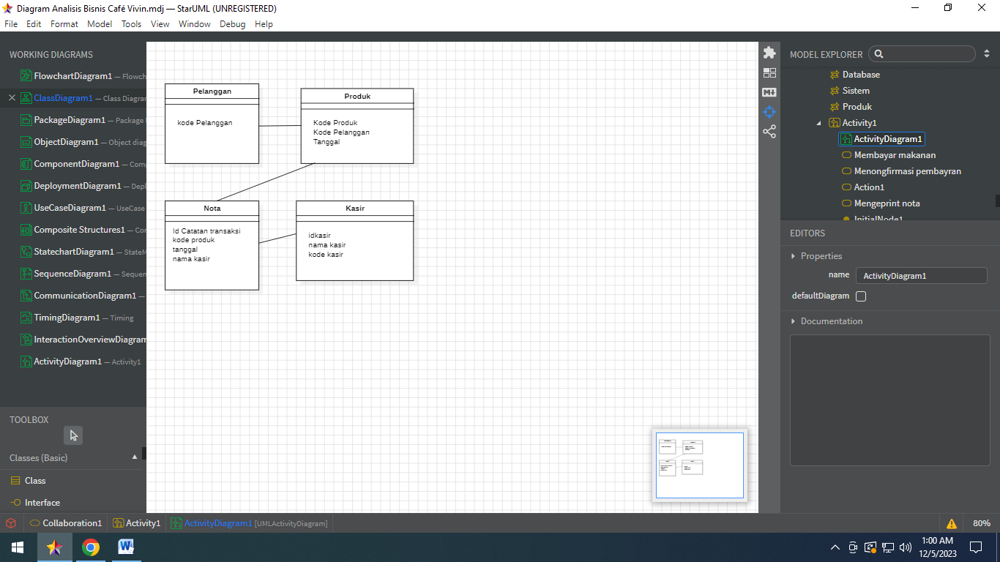 Diagram Analisis Bisnis Café Vivin.mdj — StarUML (UNREGISTERED)
File Edit Format Model Tools View Window Debug Help
WORKING DIAGRAMS
FlowchartDiagram1 — Flowch
ClassDiagram1 — Class Diagra
PackageDiagram1 — Package
ObjectDiagram1 — Object diag
ComponentDiagram1 — Com
DeploymentDiagram1 — Depl
UseCaseDiagram1 — UseCase
Composite Structures1 — Co
StatechartDiagram1 — StateM
SequenceDiagram1 — Sequen
CommunicationDiagram1 —
TimingDiagram1 — Timing
InteractionOverviewDiagram
ActivityDiagram1 — Activity1
TOOLBOX
Classes (Basic)
Class
Interface
Pelanggan
kode Pelanggan
Produk
Kode Produk
Kode Pelanggan
Tanggal
Nota
Id Catatan transaksi
kode produk
tanggal
nama kasir
Kasir
idkasir
nama kasir
kode kasir
MODEL EXPLORER
Database
Sistem
Produk
Activity1
ActivityDiagram1
Membayar makanan
Menongfirmasi pembayran
Action1
Mengeprint nota
InitialNode1
EDITORS
Properties
name ActivityDiagram1
defaultDiagram
Documentation
Collaboration1 Activity1 ActivityDiagram1 [UMLActivityDiagram] 80%
1:00 AM
12/5/2023